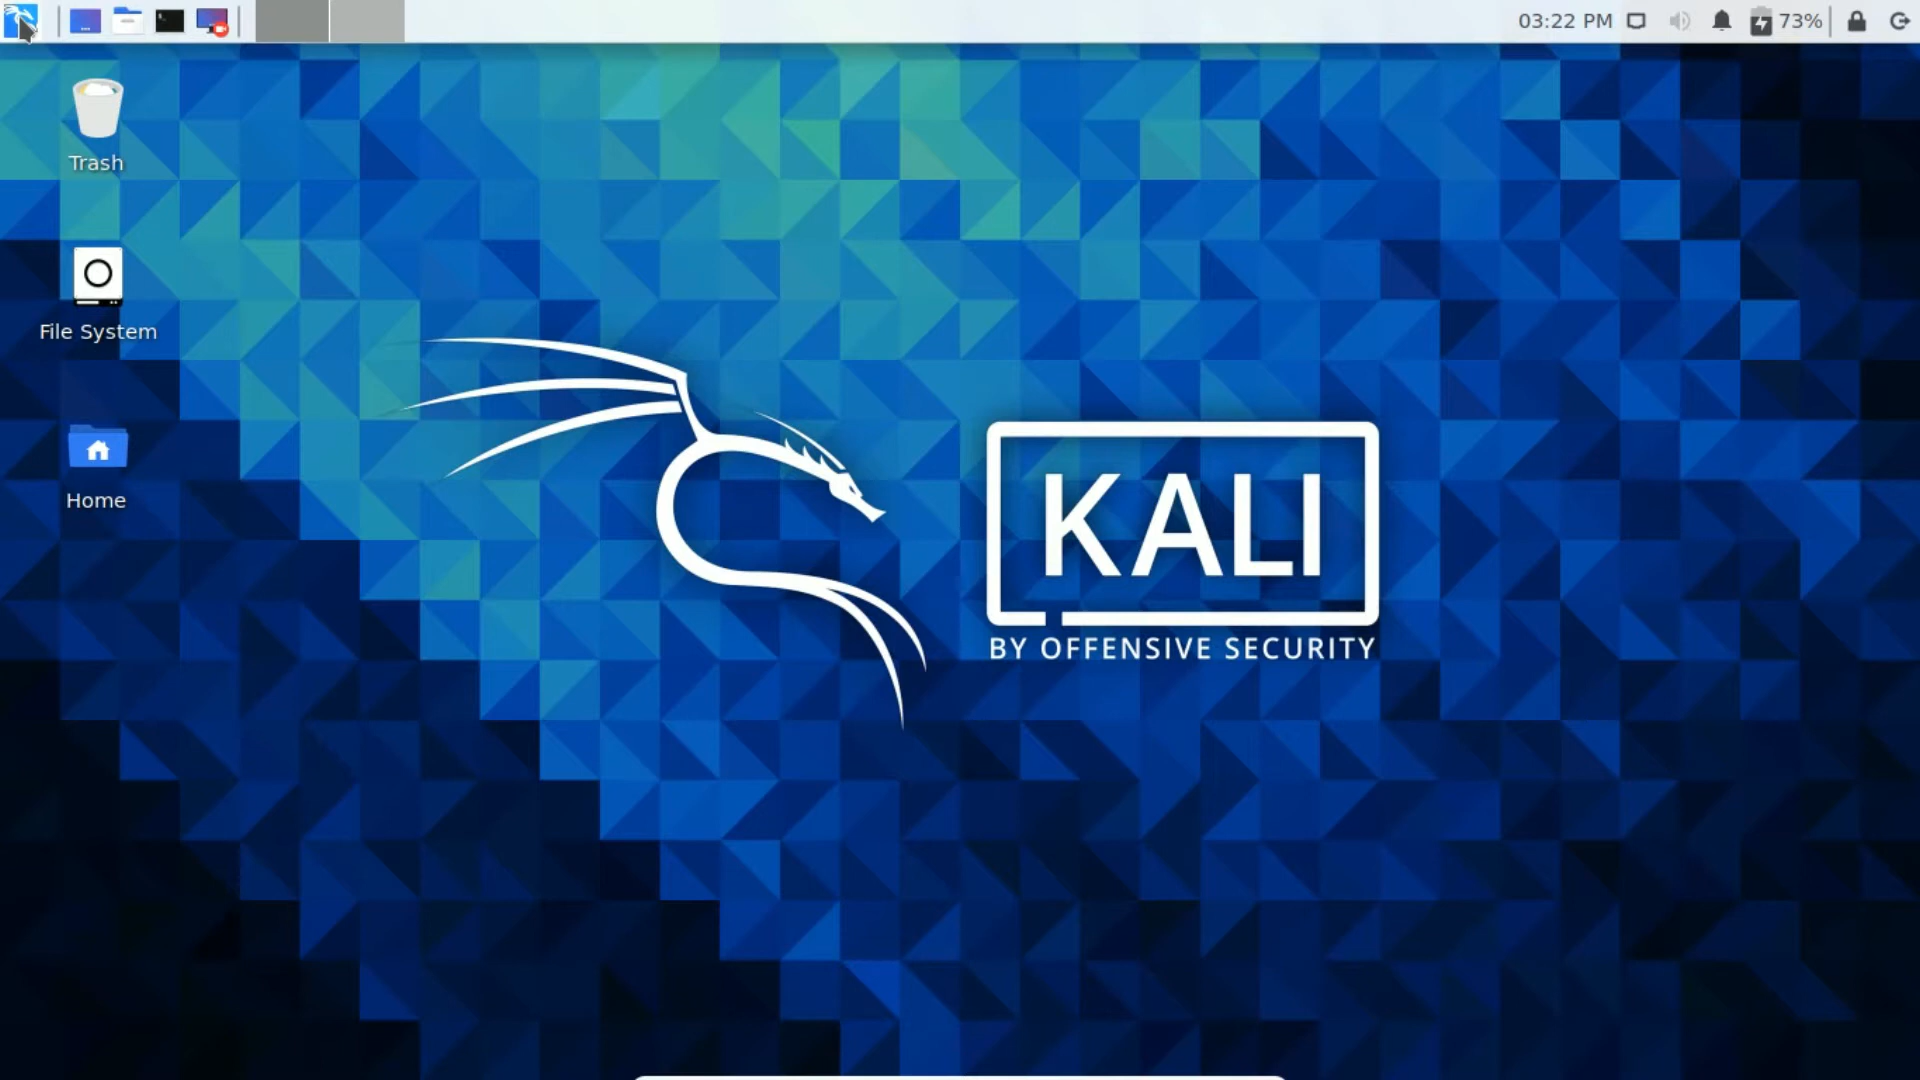 03:22 PM
73%
Trash
File System
Home
KALI
BY OFFENSIVE SECURITY